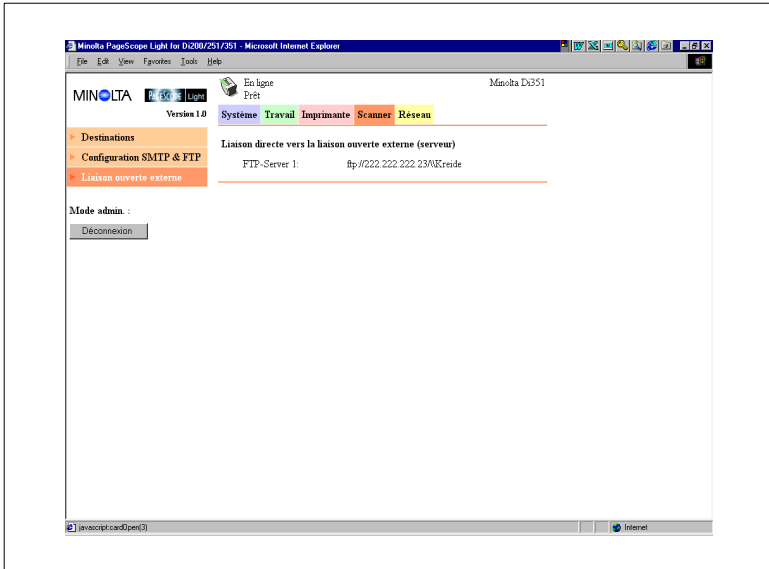 Minolta PageScope Light for Di200/251/351 - Microsoft Internet Explorer
File Edit View Favorites Tools Help
MINOLTA PAGESCOPE Light
Version 1.0
En ligne
Prêt
Minolta Di351
Système Travail Imprimante Scanner Réseau
Destinations
Configuration SMTP & FTP
Liaison ouverte externe
Mode admin. :
Déconnexion
Liaison directe vers la liaison ouverte externe (serveur)
FTP-Server 1: ftp://222.222.222.23/\\Kreide
javascript:cardOpen(3)
Internet